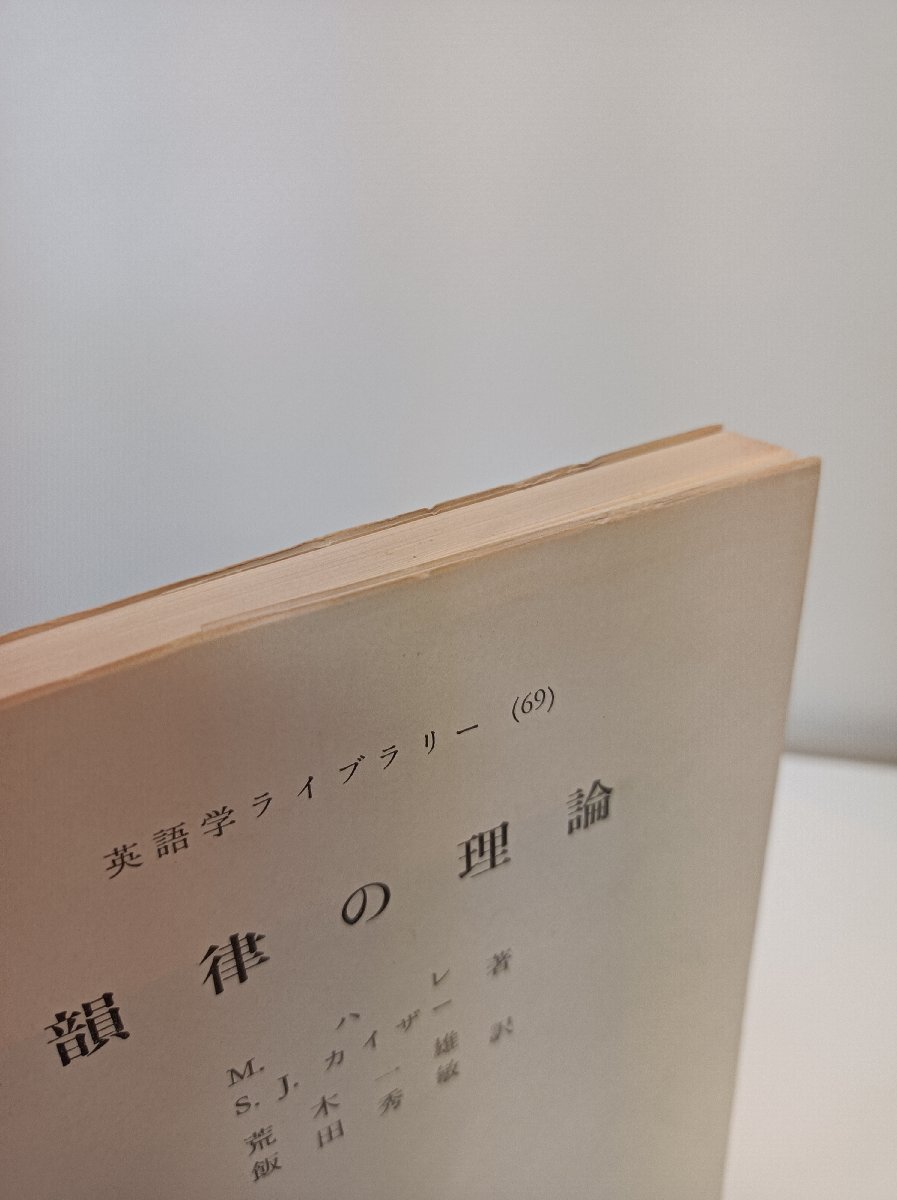 英語学ライブラリー (69)
韻律の理論
M. ハレ
S. J. カイザー 著
荒木一雄
飯田秀敏 訳